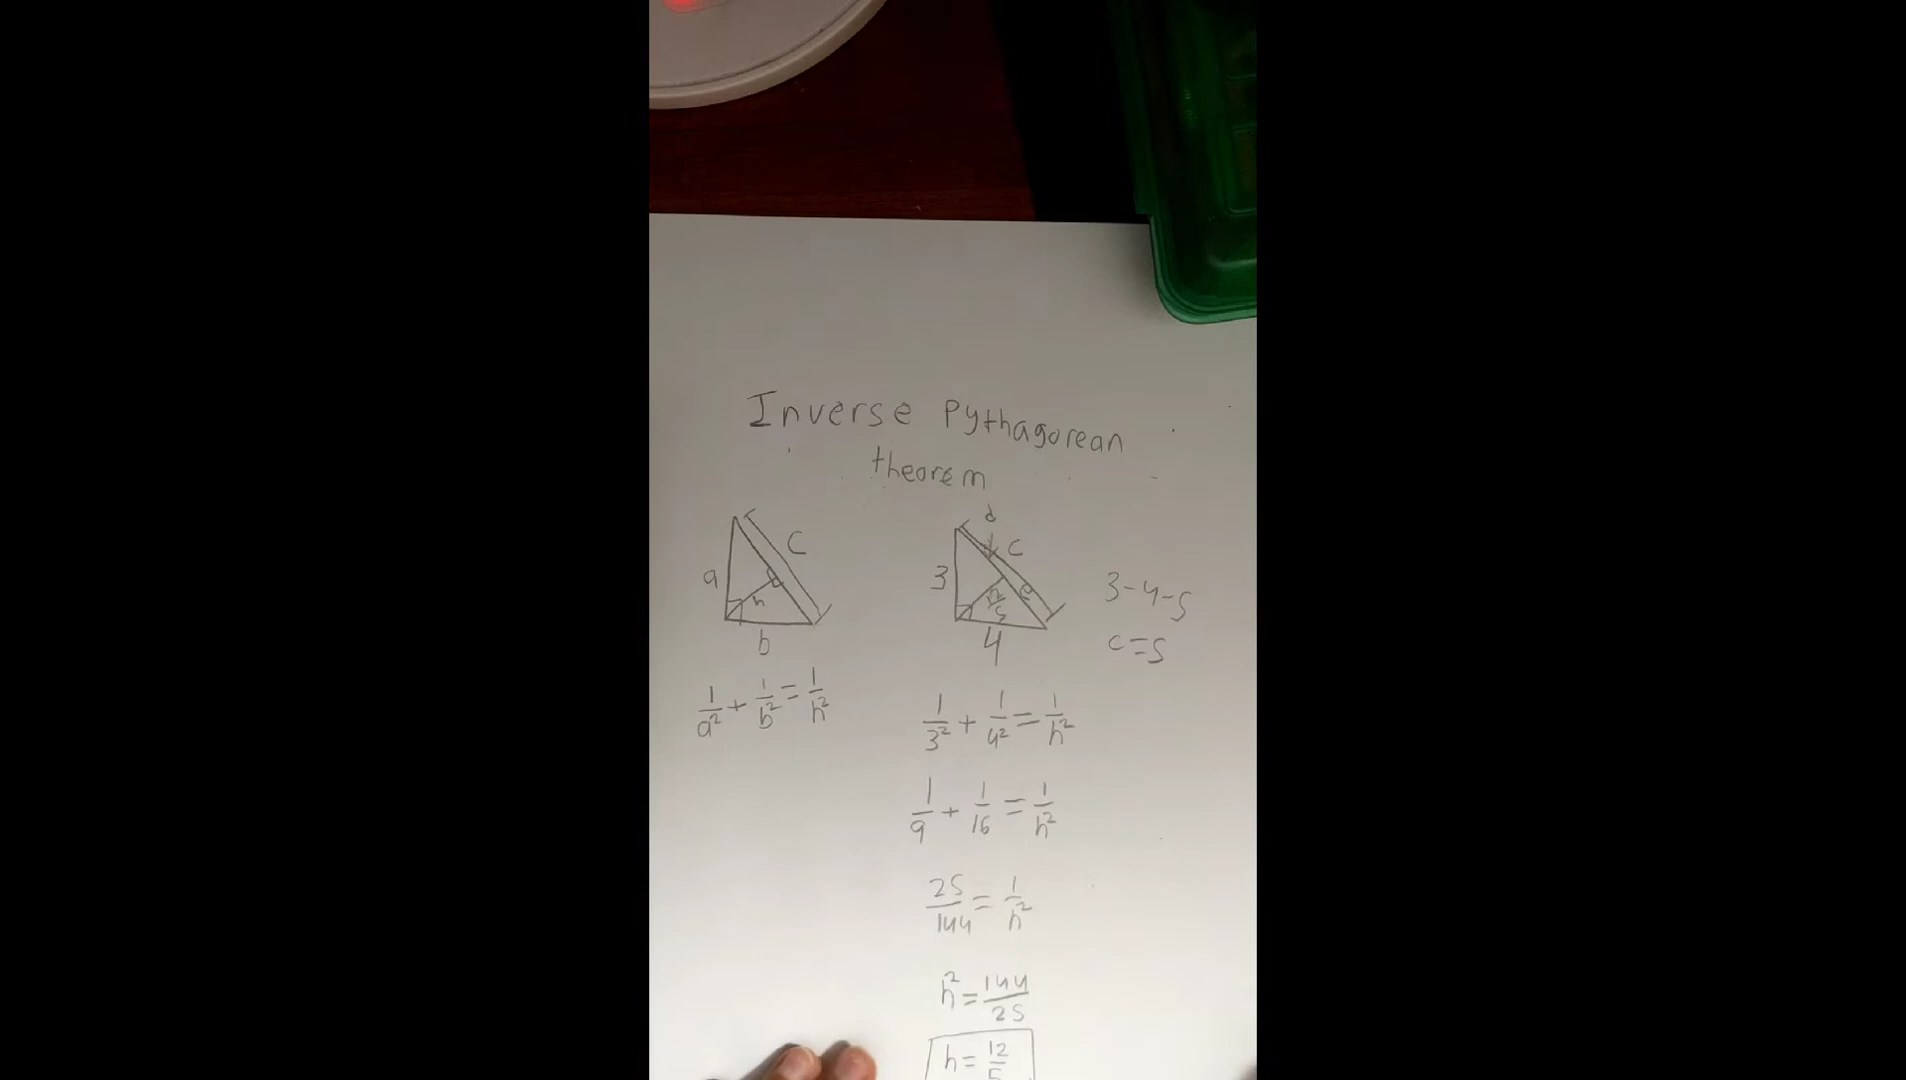 Inverse Pythagorean
theorem
a
h
C
b
1/a² + 1/b² = 1/h²
d
3
C
12/5
e
4
3-4-5
c=5
1/3² + 1/4² = 1/h²
1/9 + 1/16 = 1/h²
25/144 = 1/h²
h² = 144/25
h = 12/5